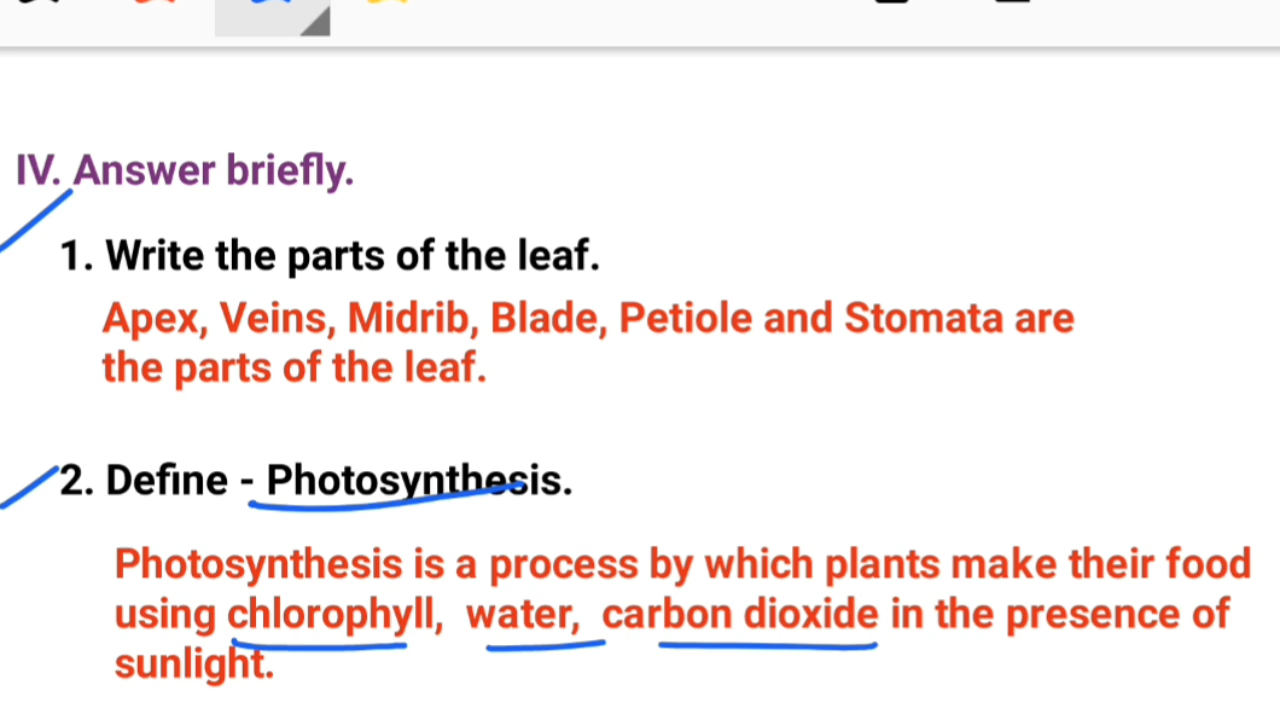 IV. Answer briefly.
1. Write the parts of the leaf.
Apex, Veins, Midrib, Blade, Petiole and Stomata are
the parts of the leaf.
2. Define - Photosynthesis.
Photosynthesis is a process by which plants make their food
using chlorophyll, water, carbon dioxide in the presence of
sunlight.